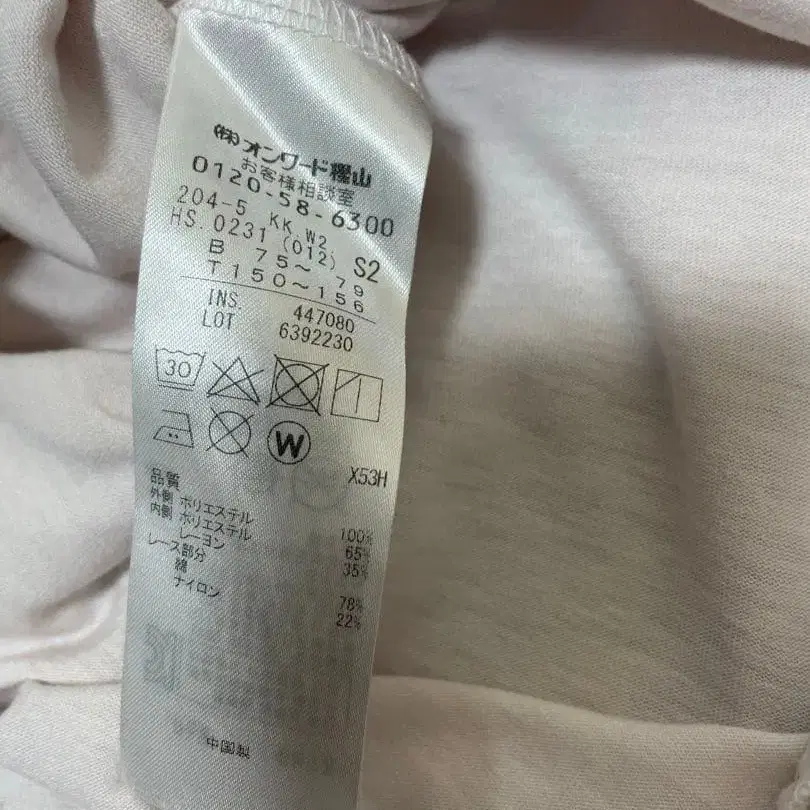 (株)オンワード樫山
お客様相談室
0120-58-6300
204-5 KK.W2.
HS.0231 (012) S2
B 75～ 79
T 150～156
INS. 447080
LOT 6392230
30
W
X53H
品質
外側 ポリエステル 100%
内側 ポリエステル 65%
レーヨン 35%
レース部分
綿 78%
ナイロン 22%
中国製